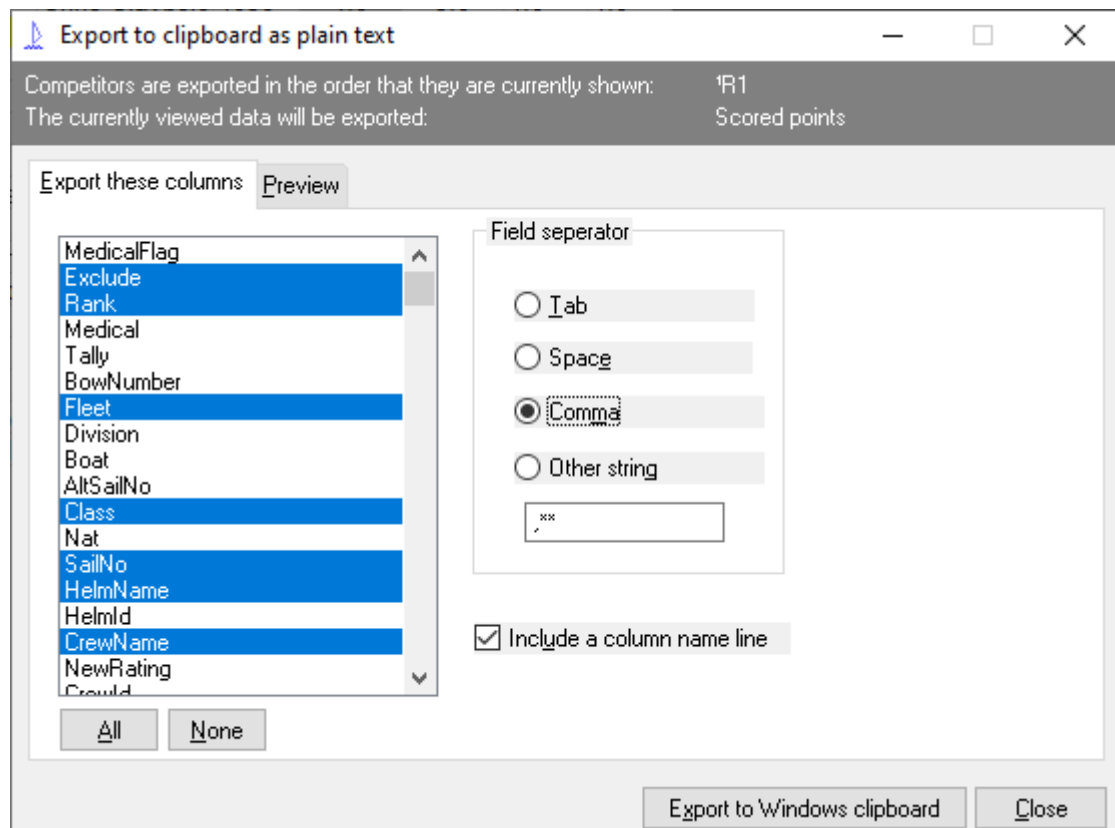 Export to clipboard as plain text
Competitors are exported in the order that they are currently shown: 1R1
The currently viewed data will be exported: Scored points
Export these columns
Preview
MedicalFlag
Exclude
Rank
Medical
Tally
BowNumber
Fleet
Division
Boat
AltSailNo
Class
Nat
SailNo
HelmName
HelmId
CrewName
NewRating
CrewId
All
None
Field seperator
Tab
Space
Comma
Other string
,**
Include a column name line
Export to Windows clipboard
Close